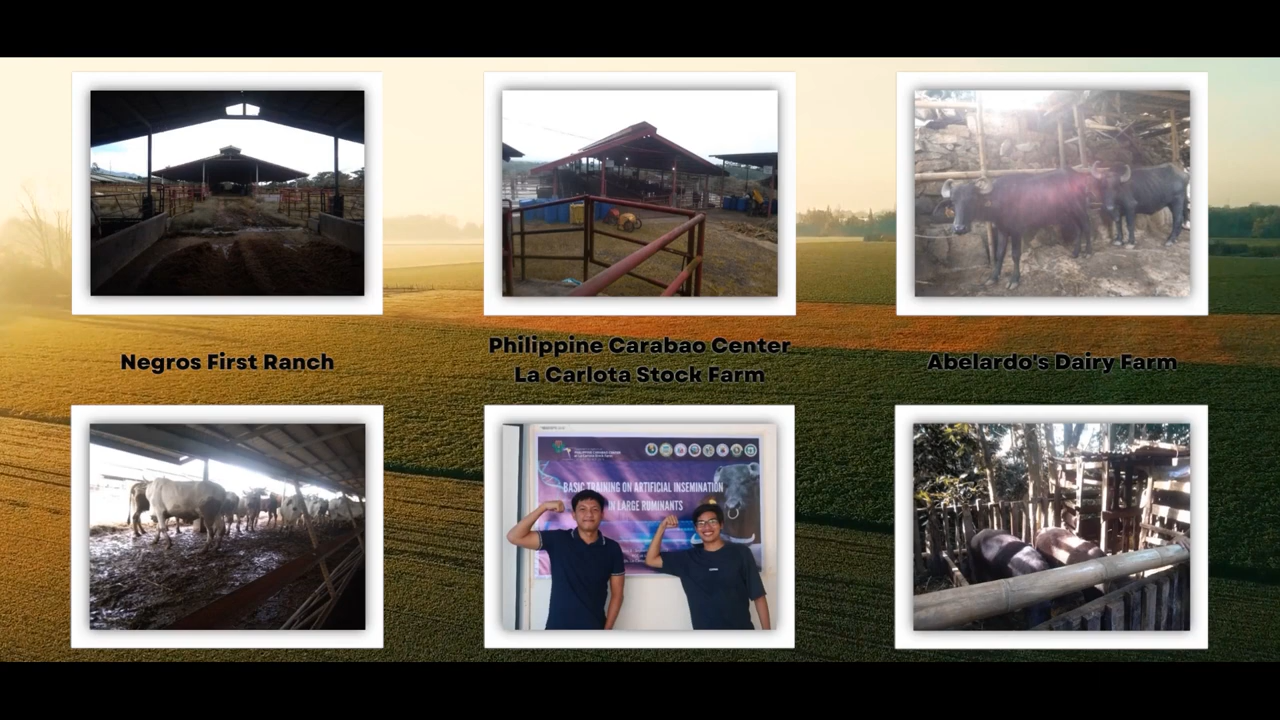 Negros First Ranch
Philippine Carabao Center
La Carlota Stock Farm
Abelardo's Dairy Farm
BASIC TRAINING ON ARTIFICIAL INSEMINATION
IN LARGE RUMINANTS